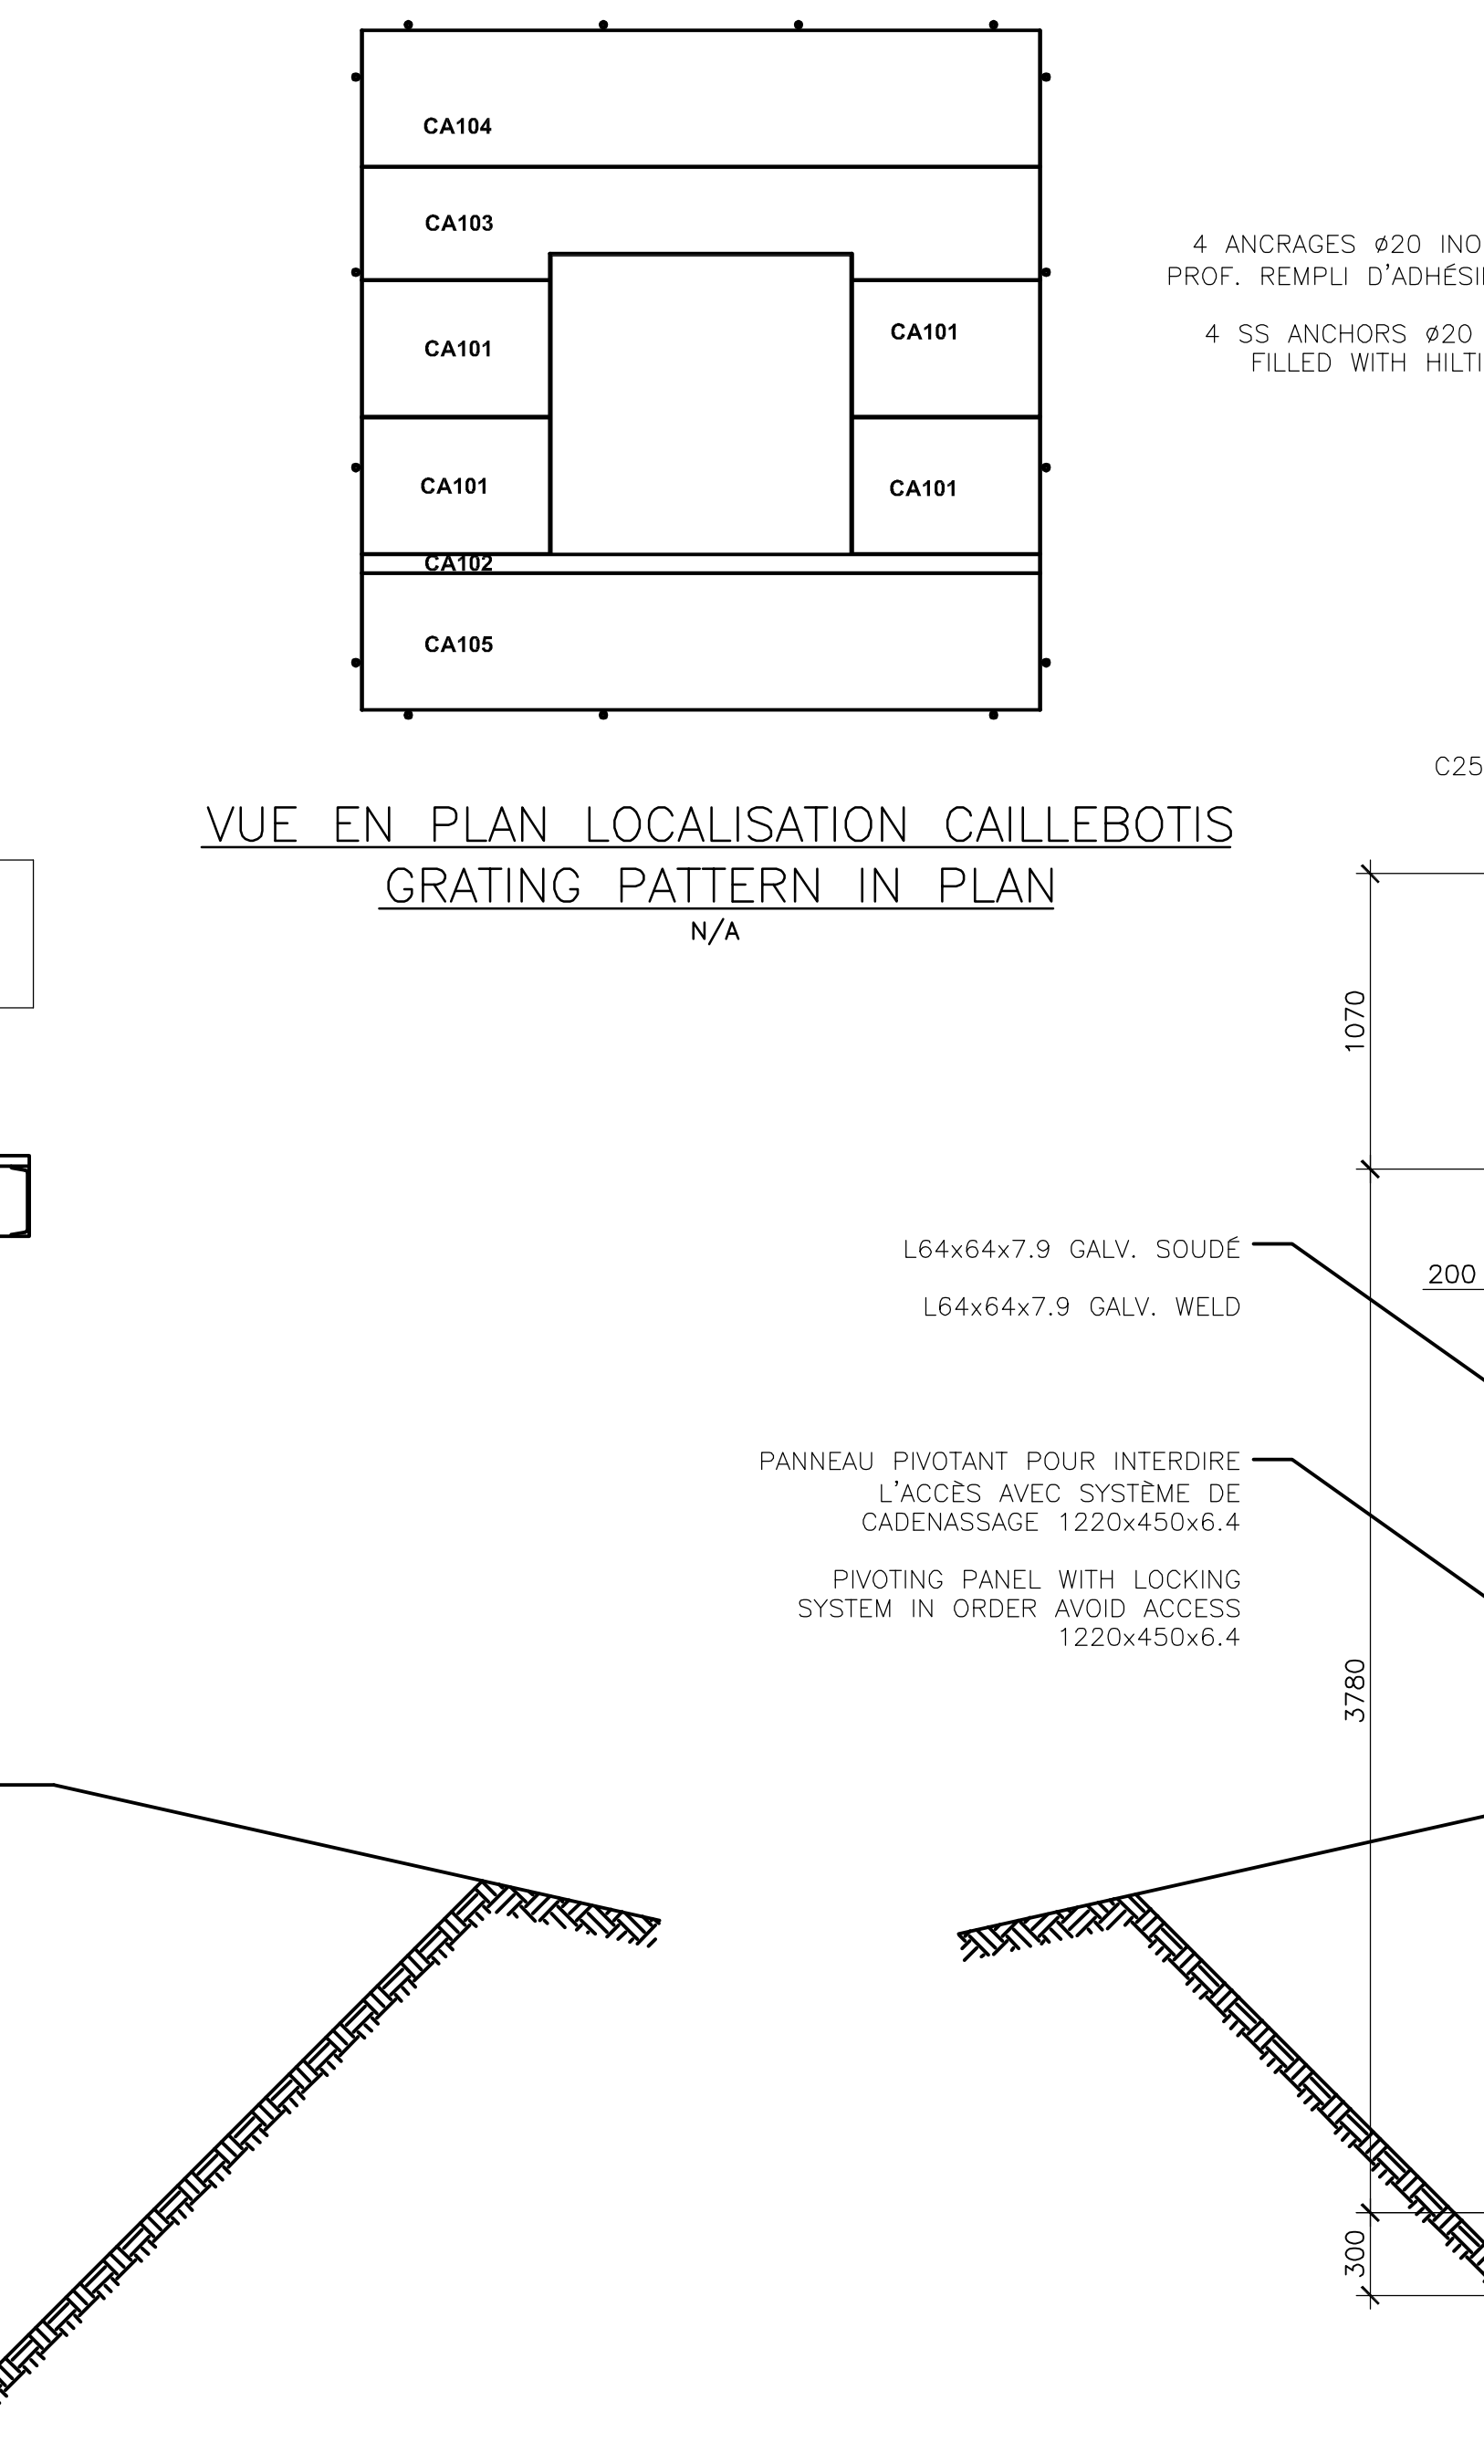 CA104
CA103
CA101
CA101
CA101
CA101
CA102
CA105
4 ANCRAGES ø20 INO
PROF. REMPLI D'ADHÉSI
4 SS ANCHORS ø20
FILLED WITH HILTI
C25
VUE EN PLAN LOCALISATION CAILLEBOTIS
GRATING PATTERN IN PLAN
N/A
1070
L64x64x7.9 GALV. SOUDÉ
L64x64x7.9 GALV. WELD
200
PANNEAU PIVOTANT POUR INTERDIRE
L'ACCÈS AVEC SYSTÈME DE
CADENASSAGE 1220x450x6.4
PIVOTING PANEL WITH LOCKING
SYSTEM IN ORDER AVOID ACCESS
1220x450x6.4
3780
300